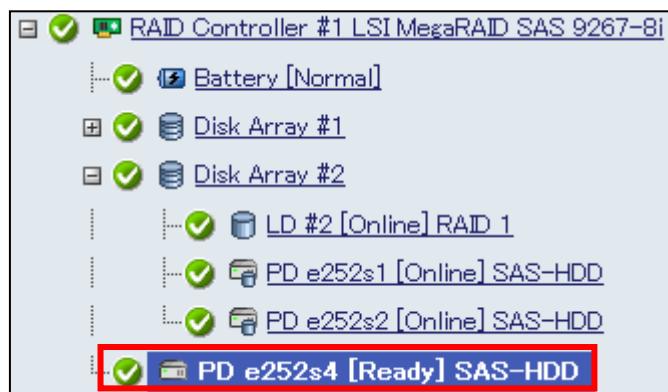 RAID Controller #1 LSI MegaRAID SAS 9267-8i
Battery [Normal]
Disk Array #1
Disk Array #2
LD #2 [Online] RAID 1
PD e252s1 [Online] SAS-HDD
PD e252s2 [Online] SAS-HDD
PD e252s4 [Ready] SAS-HDD